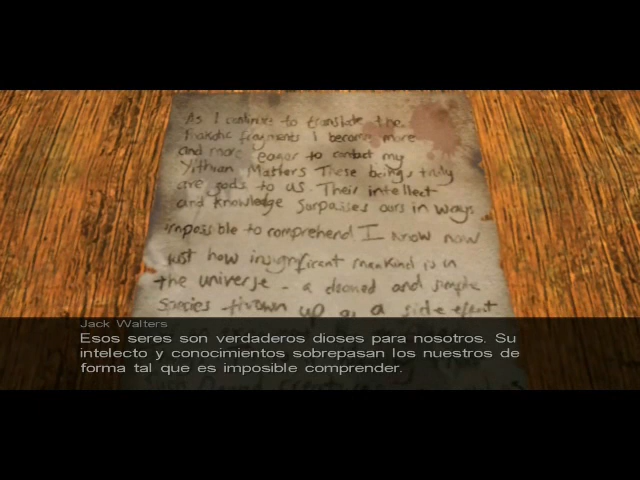 As I continue to translate the
Pnakotic fragments I become more
and more eager to contact my
Yithian Masters These beings truly
are gods to us. Their intellect
and knowledge surpasses ours in ways
impossible to comprehend I know now
just how insignificant mankind is in
the universe - a doomed and simple
species thrown up as a side effect
Jack Walters
Esos seres son verdaderos dioses para nosotros. Su
intelecto y conocimientos sobrepasan los nuestros de
forma tal que es imposible comprender.